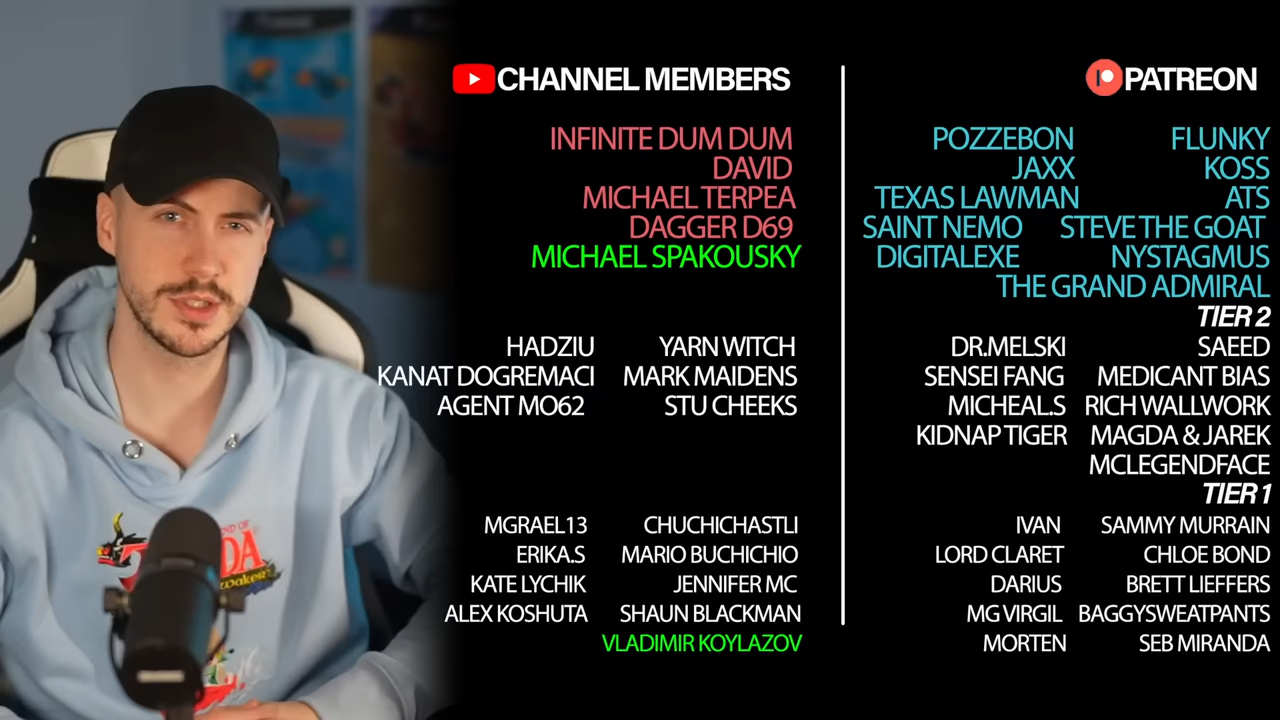 CHANNEL MEMBERS
INFINITE DUM DUM
DAVID
MICHAEL TERPEA
DAGGER D69
MICHAEL SPAKOUSKY
HADZIU YARN WITCH
KANAT DOGREMACI MARK MAIDENS
AGENT MO62 STU CHEEKS
MGRAEL13 CHUCHICHASTLI
ERIKA.S MARIO BUCHICHIO
KATE LYCHIK JENNIFER MC
ALEX KOSHUTA SHAUN BLACKMAN
VLADIMIR KOYLAZOV
PATREON
POZZEBON FLUNKY
JAXX KOSS
TEXAS LAWMAN ATS
SAINT NEMO STEVE THE GOAT
DIGITALEXE NYSTAGMUS
THE GRAND ADMIRAL
TIER 2
DR.MELSKI SAEED
SENSEI FANG MEDICANT BIAS
MICHEAL.S RICH WALLWORK
KIDNAP TIGER MAGDA & JAREK
MCLEGENDFACE
TIER 1
IVAN SAMMY MURRAIN
LORD CLARET CHLOE BOND
DARIUS BRETT LIEFFERS
MG VIRGIL BAGGYSWEATPANTS
MORTEN SEB MIRANDA